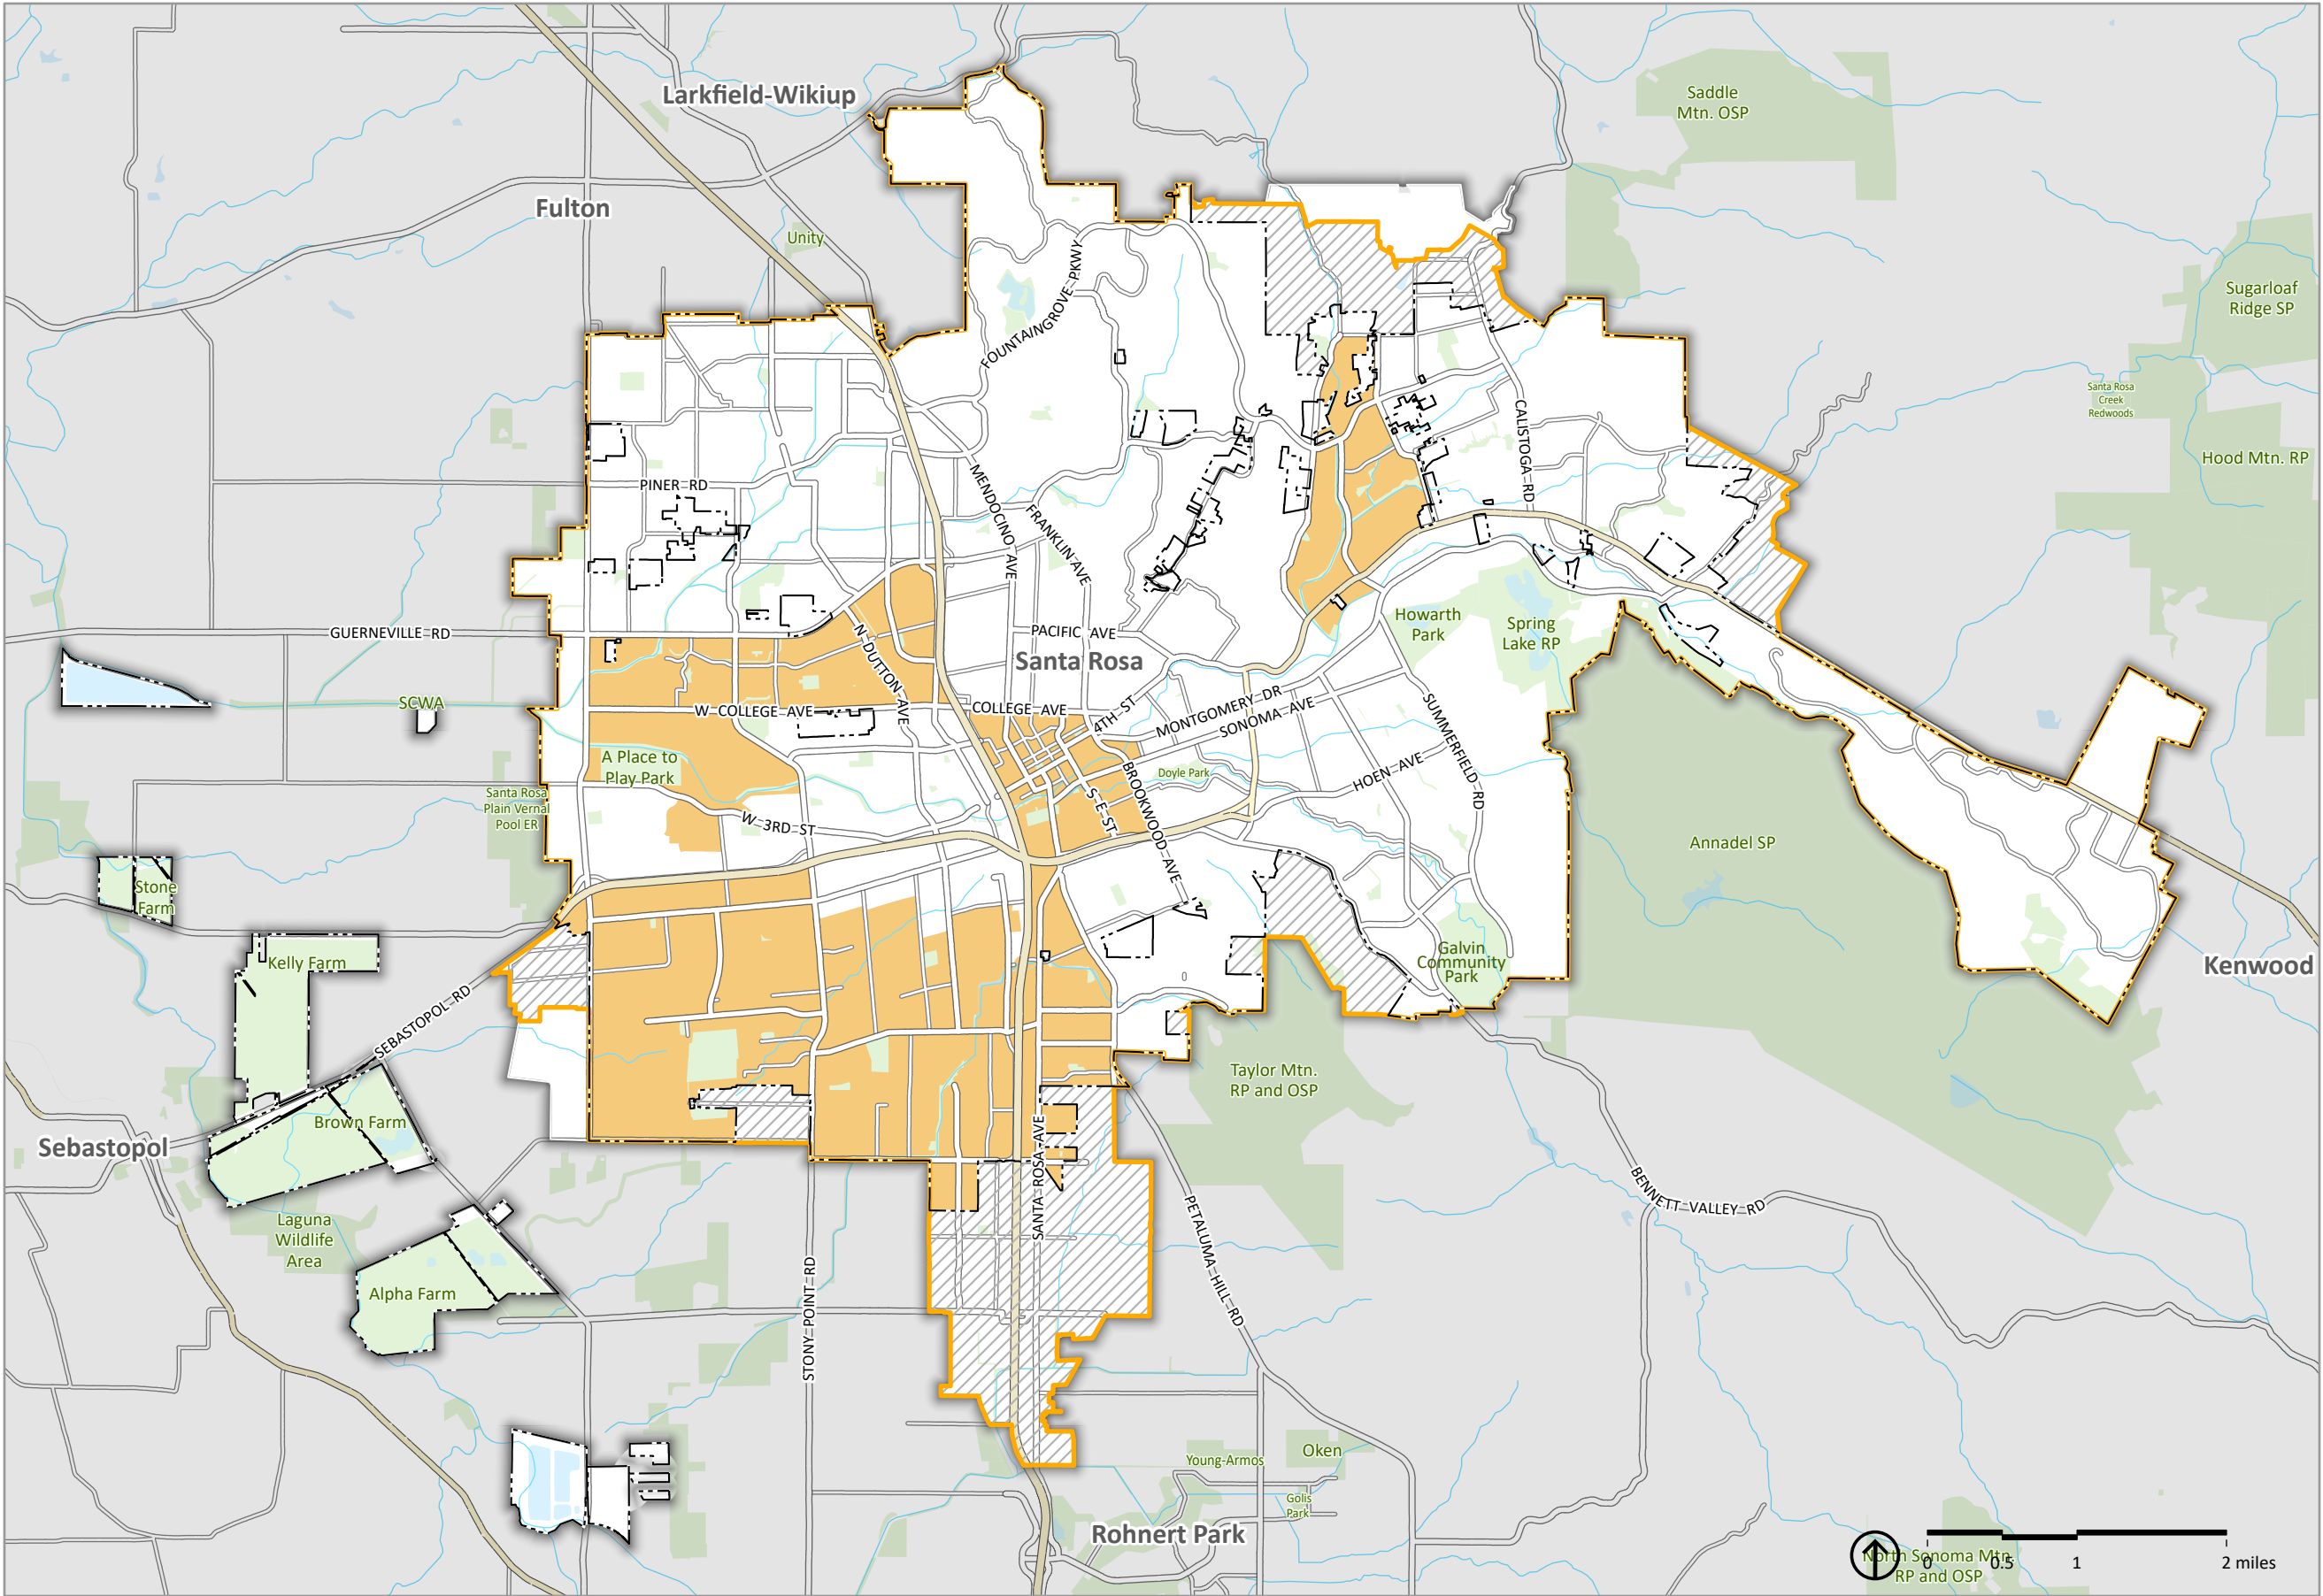 Larkfield-Wikiup
Saddle
Mtn. OSP
Fulton
Unity
FOUNTAINGROVE PKWY
Sugarloaf
Ridge SP
Santa Rosa
Creek
Redwoods
Hood Mtn. RP
CALISTOGA RD
PINER RD
MENDOCINO AVE
FRANKLIN AVE
Howarth
Park
Spring
Lake RP
GUERNEVILLE RD
N DUTTON AVE
PACIFIC AVE
Santa Rosa
SCWA
W COLLEGE AVE
COLLEGE AVE
4TH ST
MONTGOMERY DR
SONOMA AVE
SUMMERFIELD RD
A Place to
Play Park
Doyle Park
HOEN AVE
BROOKWOOD AVE
S E ST
Santa Rosa
Plain Vernal
Pool ER
W 3RD ST
Annadel SP
Stone
Farm
Kelly Farm
Galvin
Community
Park
Kenwood
SEBASTOPOL RD
Taylor Mtn.
RP and OSP
Brown Farm
Sebastopol
SANTA ROSA AVE
BENNETT VALLEY RD
Laguna
Wildlife
Area
PETALUMA HILL RD
Alpha Farm
STONY POINT RD
Young-Armos
Oken
Golis
Park
Rohnert Park
North Sonoma Mtn.
RP and OSP
0 0.5 1 2 miles